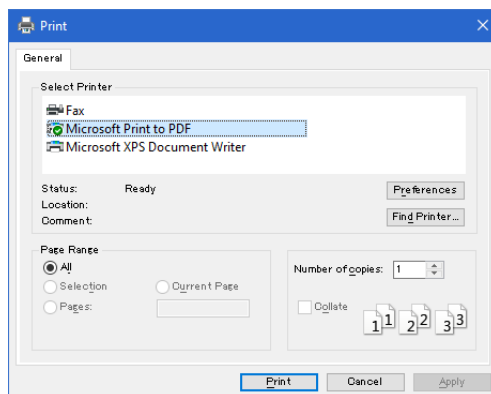 Print
General
Select Printer
Fax
Microsoft Print to PDF
Microsoft XPS Document Writer
Status: Ready
Location:
Comment:
Preferences
Find Printer...
Page Range
All
Selection Current Page
Pages:
Number of copies: 1
Collate
1 1 2 2 3 3
Print Cancel Apply